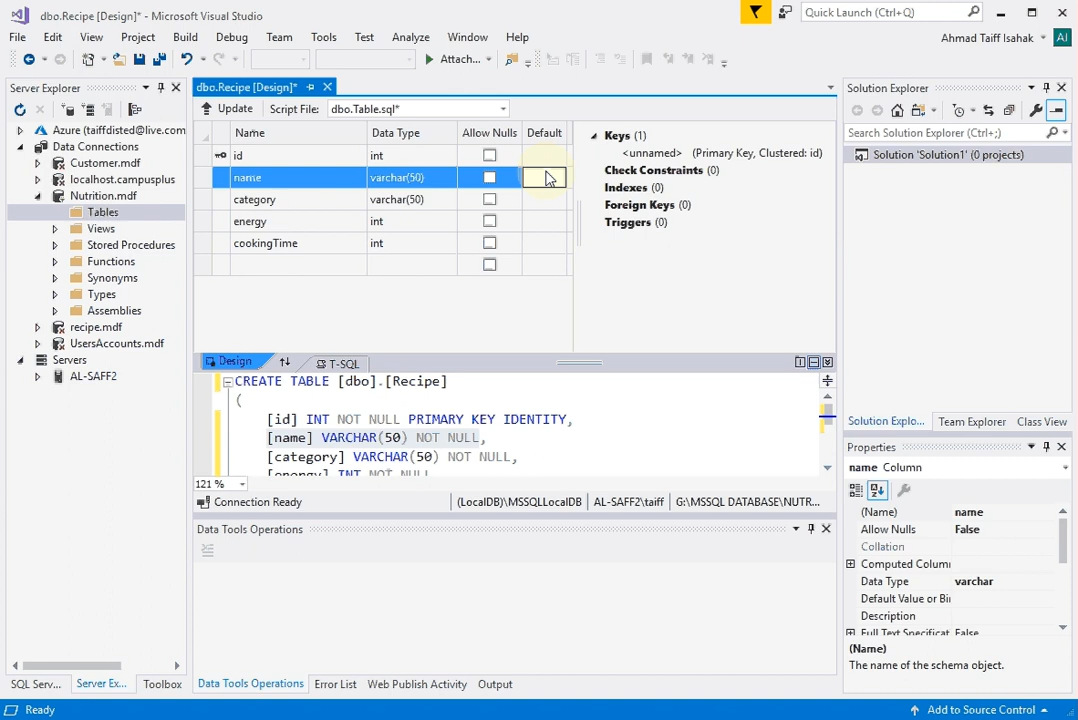 dbo.Recipe [Design]* - Microsoft Visual Studio
Quick Launch (Ctrl+Q)
File Edit View Project Build Debug Team Tools Test Analyze Window Help
Ahmad Taiff Isahak AI
Attach...
Server Explorer
dbo.Recipe [Design]*
Solution Explorer
Update Script File: dbo.Table.sql*
Azure (taiffdisted@live.com
Data Connections
Customer.mdf
localhost.campusplus
Nutrition.mdf
Tables
Views
Stored Procedures
Functions
Synonyms
Types
Assemblies
recipe.mdf
UsersAccounts.mdf
Servers
AL-SAFF2
Name Data Type Allow Nulls Default
id int
name varchar(50)
category varchar(50)
energy int
cookingTime int
Keys (1)
<unnamed> (Primary Key, Clustered: id)
Check Constraints (0)
Indexes (0)
Foreign Keys (0)
Triggers (0)
Search Solution Explorer (Ctrl+;)
Solution 'Solution1' (0 projects)
Design T-SQL
CREATE TABLE [dbo].[Recipe]
(
[id] INT NOT NULL PRIMARY KEY IDENTITY,
[name] VARCHAR(50) NOT NULL,
[category] VARCHAR(50) NOT NULL,
[energy] INT NOT NULL
121 %
Connection Ready (LocalDB)\MSSQLLocalDB AL-SAFF2\taiff G:\MSSQL DATABASE\NUTR...
Data Tools Operations
Solution Explo... Team Explorer Class View
Properties
name Column
(Name) name
Allow Nulls False
Collation
Computed Colum
Data Type varchar
Default Value or Bi
Description
Full Text Specificat False
(Name)
The name of the schema object.
SQL Serv... Server Ex... Toolbox
Data Tools Operations Error List Web Publish Activity Output
Ready
Add to Source Control